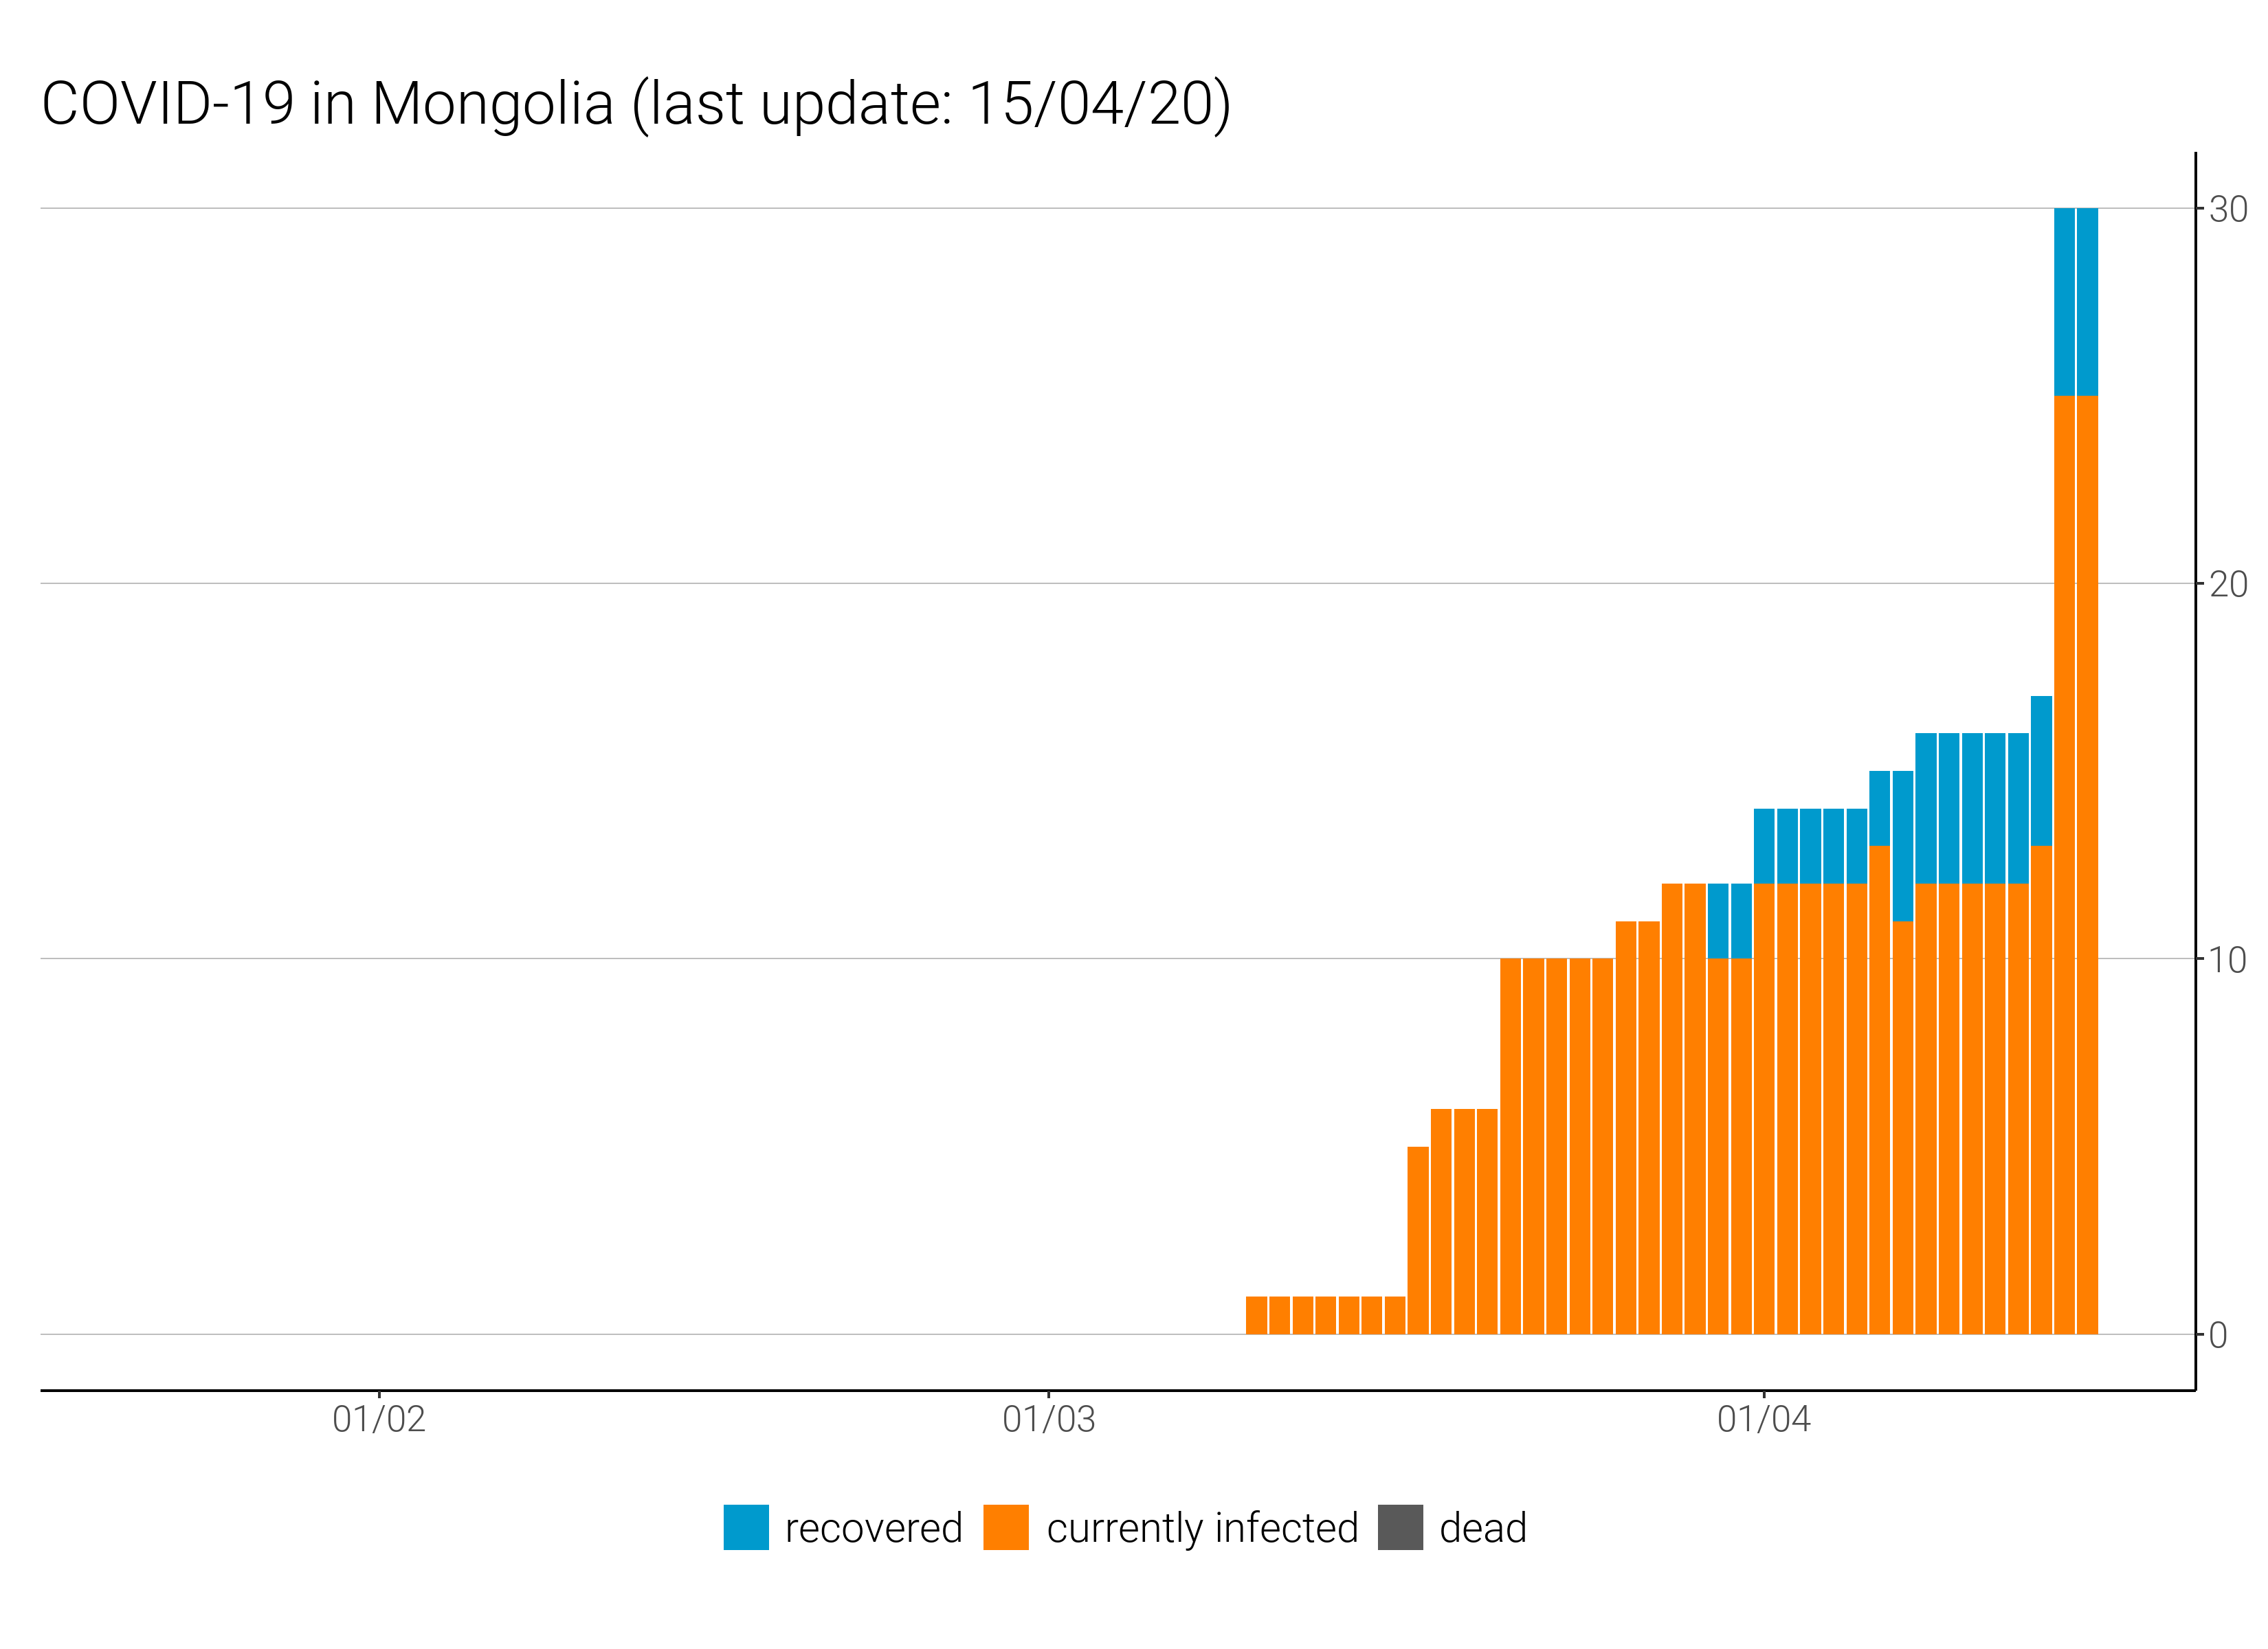 COVID-19 in Mongolia (last update: 15/04/20)
30
20
10
0
01/02 01/03 01/04
recovered currently infected dead